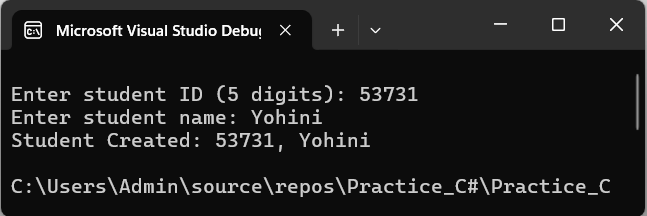 Microsoft Visual Studio Debug
Enter student ID (5 digits): 53731
Enter student name: Yohini
Student Created: 53731, Yohini
C:\Users\Admin\source\repos\Practice_C#\Practice_C